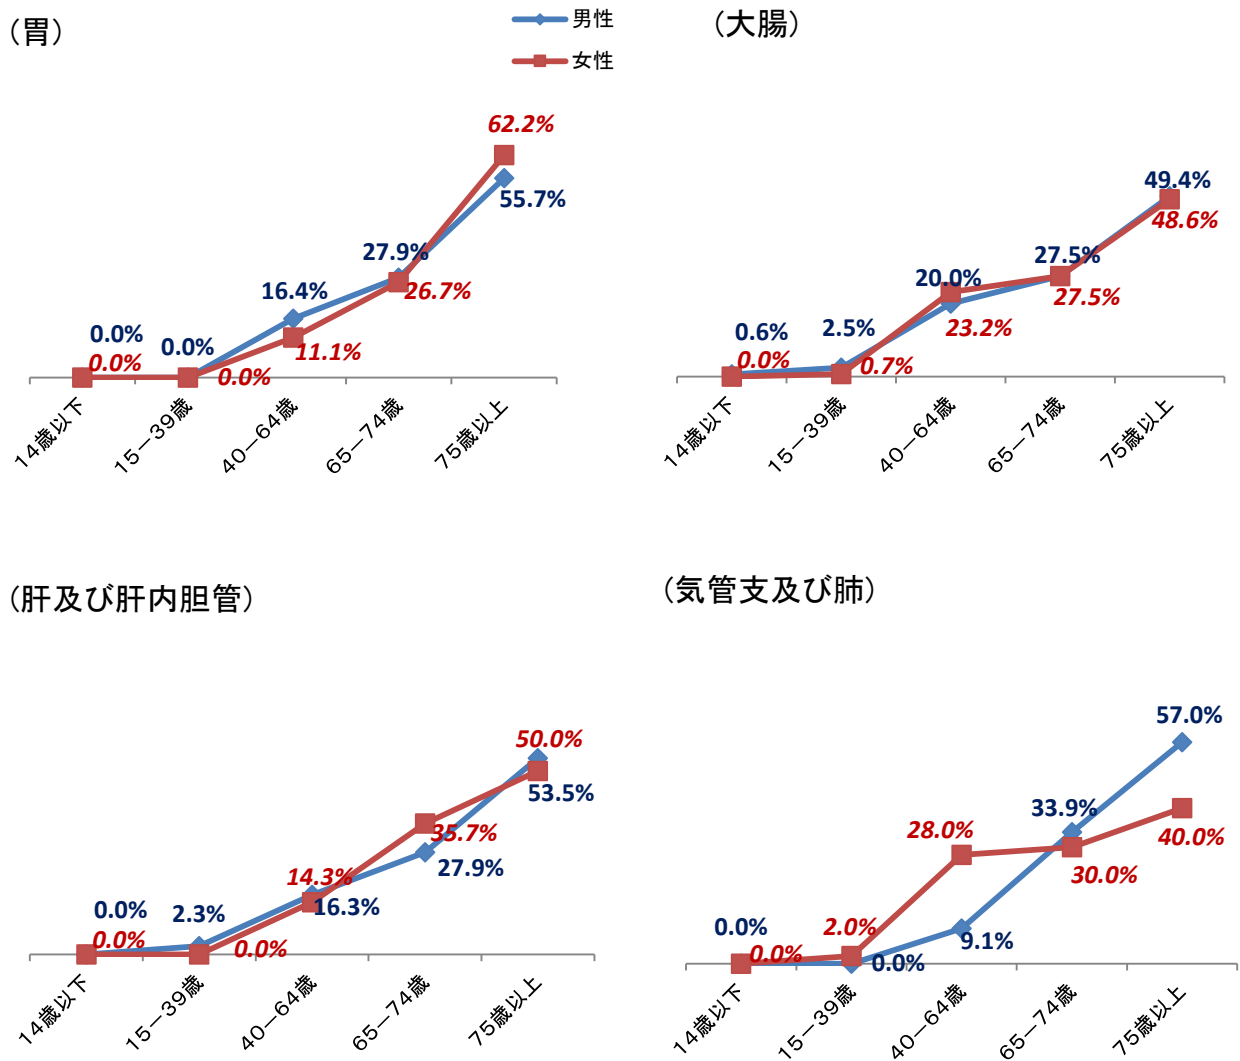 (胃)
男性
女性
62.2%
55.7%
27.9%
26.7%
16.4%
11.1%
0.0%
0.0%
0.0%
0.0%
14歳以下
15－39歳
40－64歳
65－74歳
75歳以上
(大腸)
49.4%
48.6%
27.5%
27.5%
20.0%
23.2%
0.6%
0.0%
2.5%
0.7%
14歳以下
15－39歳
40－64歳
65－74歳
75歳以上
(肝及び肝内胆管)
50.0%
53.5%
35.7%
27.9%
14.3%
16.3%
0.0%
0.0%
2.3%
0.0%
14歳以下
15－39歳
40－64歳
65－74歳
75歳以上
(気管支及び肺)
57.0%
40.0%
33.9%
30.0%
28.0%
9.1%
0.0%
0.0%
2.0%
0.0%
14歳以下
15－39歳
40－64歳
65－74歳
75歳以上